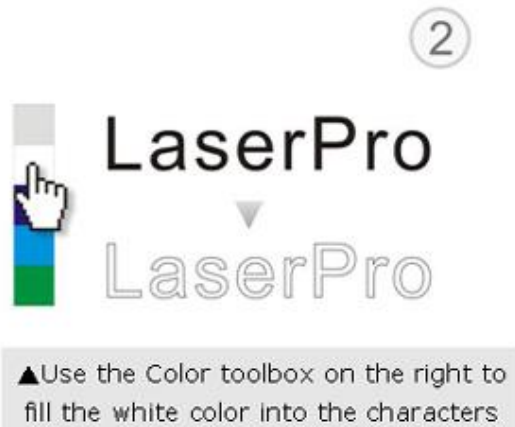 2
LaserPro
LaserPro
▲Use the Color toolbox on the right to
fill the white color into the characters